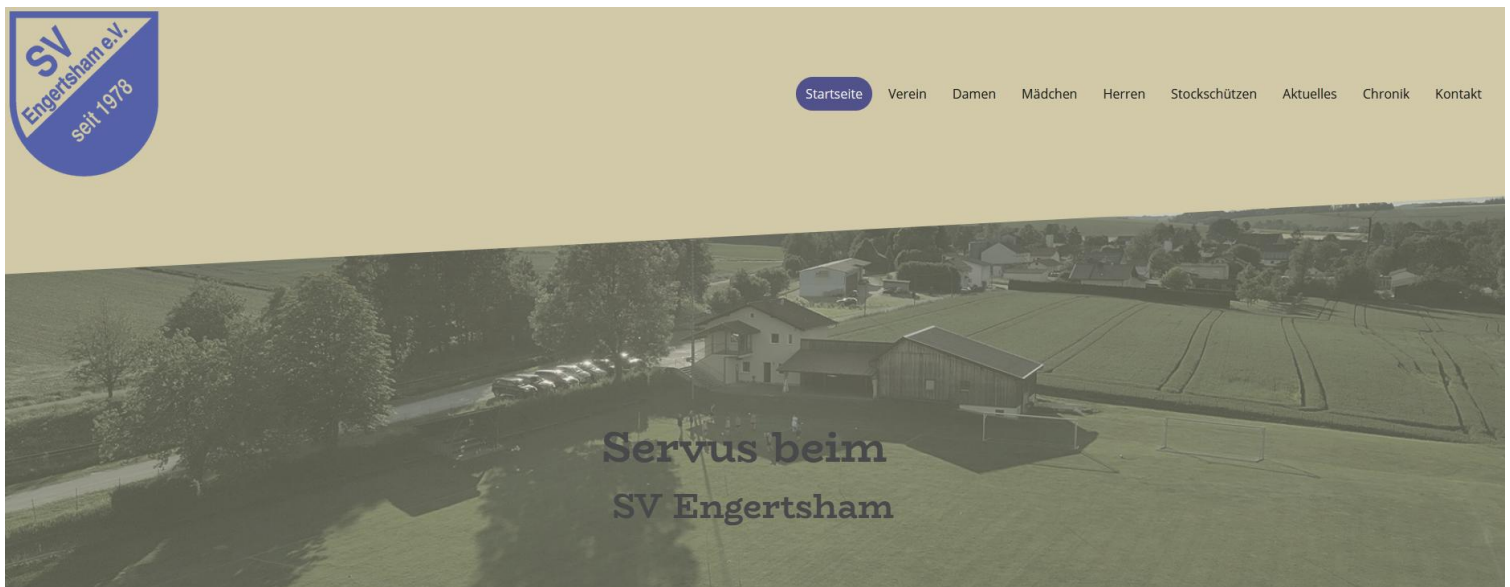 SV
Engertsham e.V.
seit 1978
Startseite Verein Damen Mädchen Herren Stockschützen Aktuelles Chronik Kontakt
Servus beim
SV Engertsham